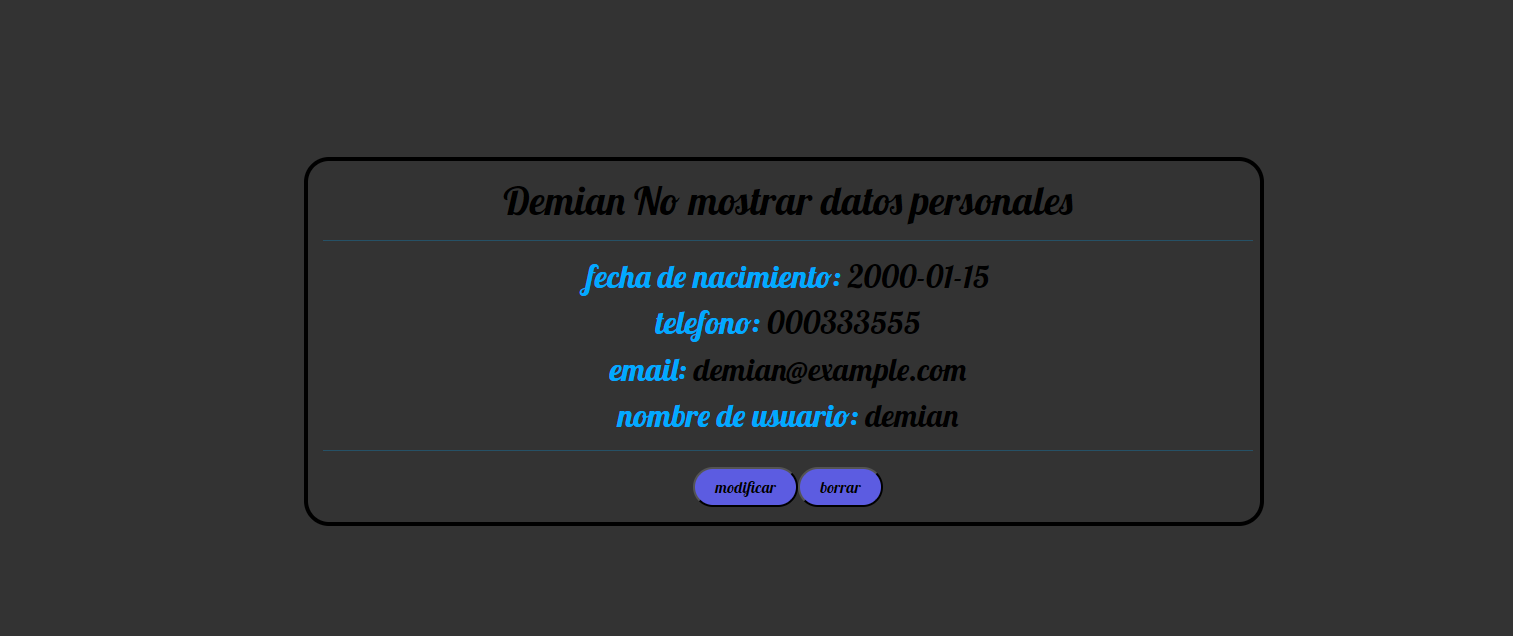 Demian No mostrar datos personales
fecha de nacimiento: 2000-01-15
telefono: 000333555
email: demian@example.com
nombre de usuario: demian
modificar borrar